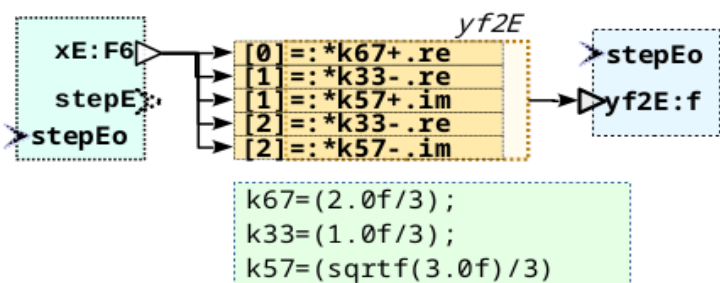 yf2E
xE:F6
stepE
stepEo
[0]=:*k67+.re
[1]=:*k33-.re
[1]=:*k57+.im
[2]=:*k33-.re
[2]=:*k57-.im
stepEo
yf2E:f
k67=(2.0f/3);
k33=(1.0f/3);
k57=(sqrtf(3.0f)/3)